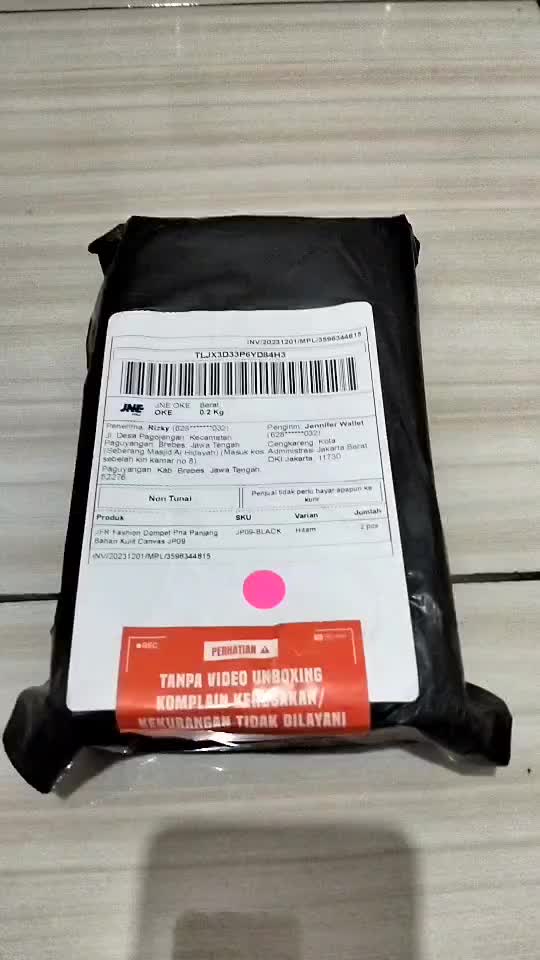 INV/20231201/MPL/3596344815
TLJX3D33P6YD84H3
JNE JNE OKE Berat
OKE 0.2 Kg
Penerima: Rizky (628******032)
Jl. Desa Pagojengan, Kecamatan
Paguyangan, Brebes, Jawa Tengah
(Seberang Masjid Al Hidayah) (Masuk kos
sebelah kiri kamar no 8)
Paguyangan, Kab. Brebes, Jawa Tengah,
52276
Pengirim: Jennifer Wallet
(628******032)
Cengkareng, Kota
Administrasi Jakarta Barat
DKI Jakarta, 11730
Non Tunai
Penjual tidak perlu bayar apapun ke
kurir
Produk SKU Varian Jumlah
JFR Fashion Dompet Pria Panjang JP09-BLACK Hitam 2 pcs
Bahan Kulit Canvas JP09
INV/20231201/MPL/3596344815
REC
PERHATIAN
TANPA VIDEO UNBOXING
KOMPLAIN KERUSAKAN/
KEKURANGAN TIDAK DILAYANI